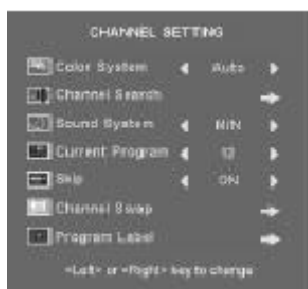 CHANNEL SETTING
Color System Auto
Channel Search
Sound System M/N
Current Program 12
Skip ON
Channel Swap
Program Label
<Left> or <Right> key to change